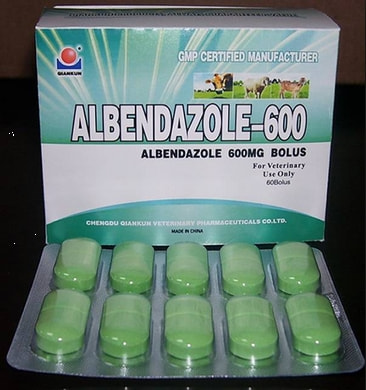 QIANKUN
GMP CERTIFIED MANUFACTURER
ALBENDAZOLE-600
ALBENDAZOLE 600MG BOLUS
For Veterinary
Use Only
60Bolus
CHENGDU QIANKUN VETERINARY PHARMACEUTICALS CO.LTD.
MADE IN CHINA